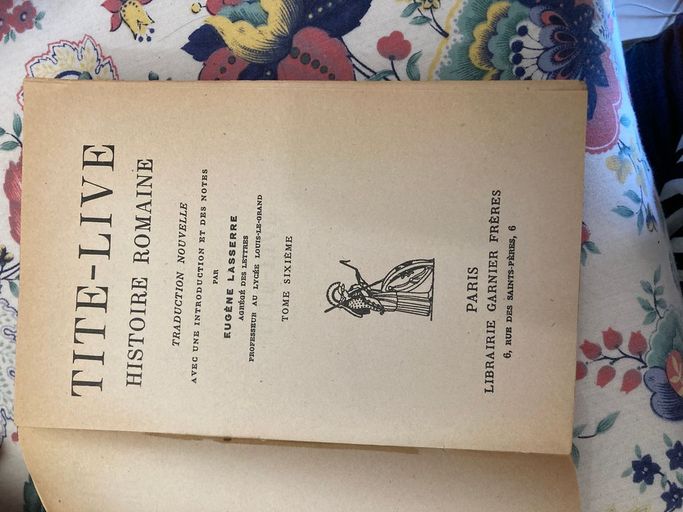 TITE-LIVE
HISTOIRE ROMAINE
TRADUCTION NOUVELLE
AVEC UNE INTRODUCTION ET DES NOTES
PAR
EUGÈNE LASSERRE
AGRÉGÉ DES LETTRES
PROFESSEUR AU LYCÉE LOUIS-LE-GRAND
TOME SIXIÈME
PARIS
LIBRAIRIE GARNIER FRÈRES
6, RUE DES SAINTS-PÈRES, 6